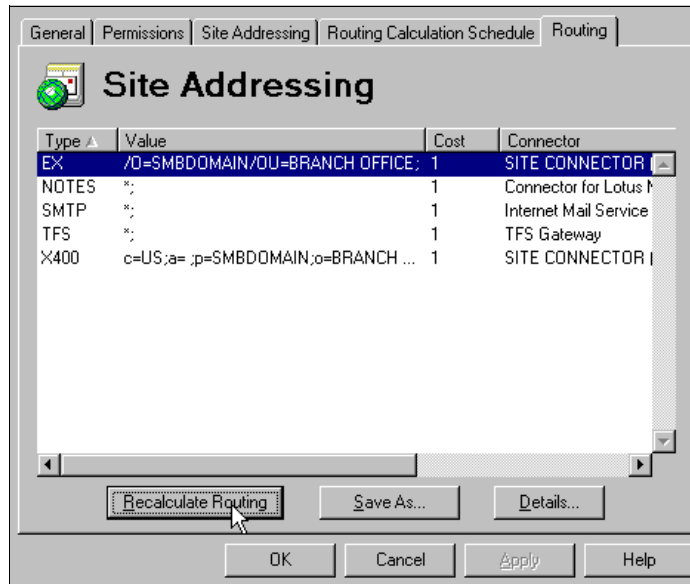 General Permissions Site Addressing Routing Calculation Schedule Routing
Site Addressing
Type Value Cost Connector
EX /O=SMBDOMAIN/OU=BRANCH OFFICE; 1 SITE CONNECTOR
NOTES *; 1 Connector for Lotus
SMTP *; 1 Internet Mail Service
TFS *; 1 TFS Gateway
X400 c=US;a= ;p=SMBDOMAIN;o=BRANCH ... 1 SITE CONNECTOR
Recalculate Routing Save As... Details...
OK Cancel Apply Help